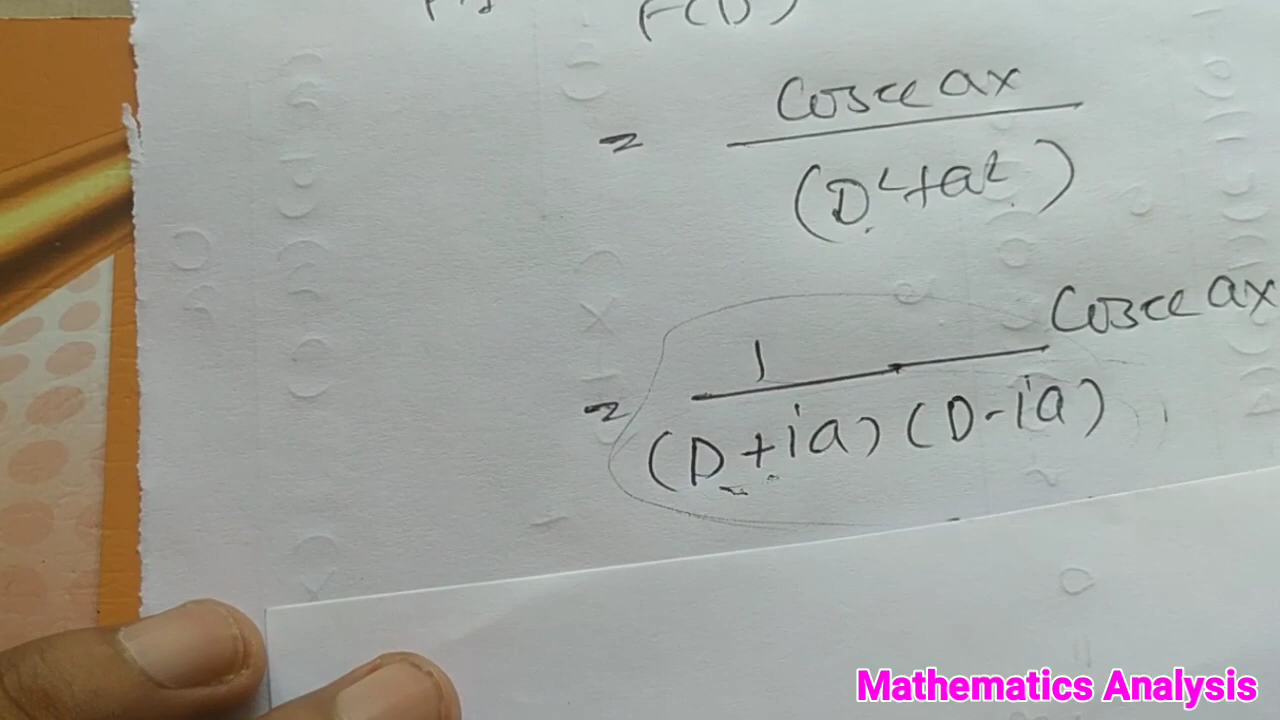 F(D)
= Cosec ax
(D²+a²)
= 1 Cosec ax
(D+ia) (D-ia)
Mathematics Analysis